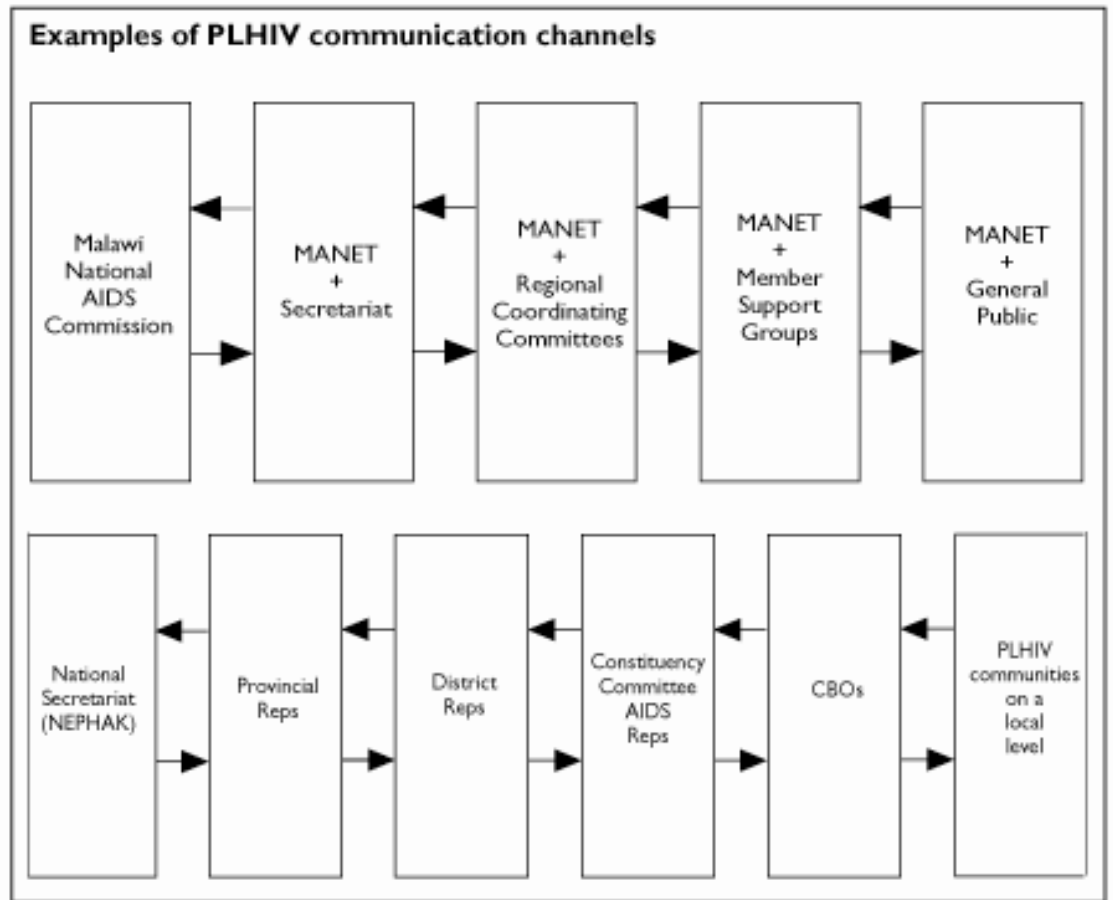 Examples of PLHIV communication channels
Malawi
National
AIDS
Commission
MANET
+
Secretariat
MANET
+
Regional
Coordinating
Committees
MANET
+
Member
Support
Groups
MANET
+
General
Public
National
Secretariat
(NEPHAK)
Provincial
Reps
District
Reps
Constituency
Committee
AIDS
Reps
CBOs
PLHIV
communities
on a
local
level